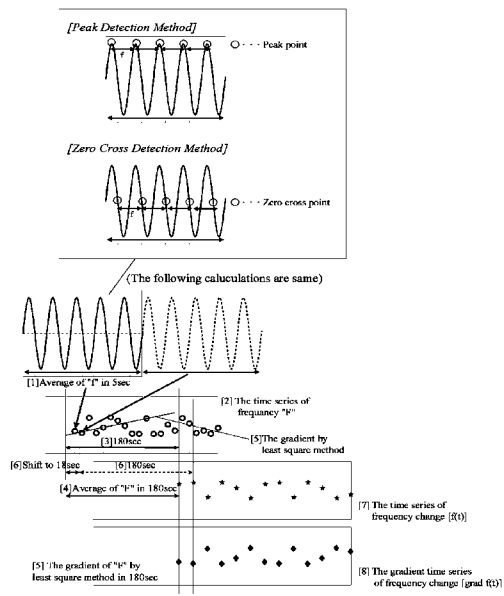 [Peak Detection Method]
f
○ · · · Peak point
[Zero Cross Detection Method]
f
○ · · · Zero cross point
(The following caluculations are same)
[1]Average of "f" in 5sec
[2] The time series of
frequency "F"
[3]180sec
[5]The gradient by
least square method
[6]Shift to 18sec
[6]180sec
[4] Average of "F" in 180sec
[7] The time series of
frequency change [f(t)]
[5] The gradient of "F" by
least square method in 180sec
[8] The gradient time series
of frequency change [grad f(t)]